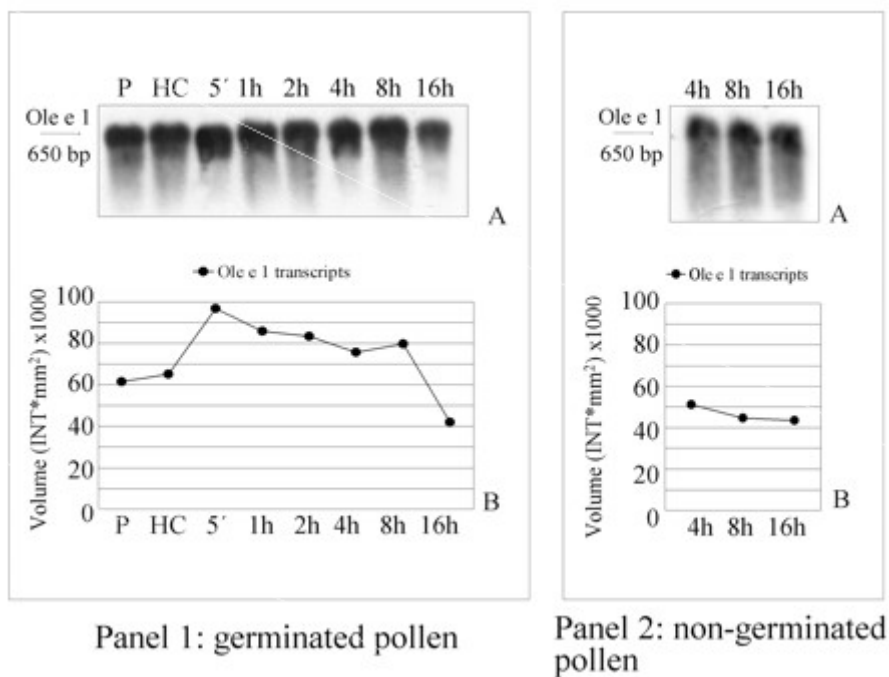 P HC 5´ 1h 2h 4h 8h 16h
Ole e 1
650 bp
A
Ole e 1 transcripts
Volume (INT*mm²) x1000
100
80
60
40
20
0
P HC 5´ 1h 2h 4h 8h 16h
B
Panel 1: germinated pollen
4h 8h 16h
Ole e 1
650 bp
A
Ole e 1 transcripts
Volume (INT*mm²) x1000
100
80
60
40
20
0
4h 8h 16h
B
Panel 2: non-germinated
pollen